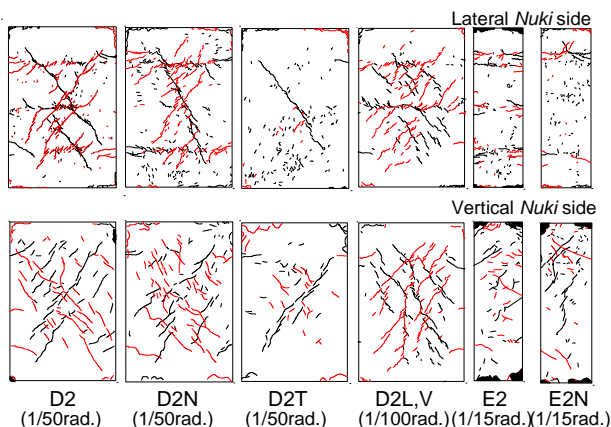 Lateral Nuki side
Vertical Nuki side
D2 D2N D2T D2L,V E2 E2N
(1/50rad.) (1/50rad.) (1/50rad.) (1/100rad.) (1/15rad.) (1/15rad.)